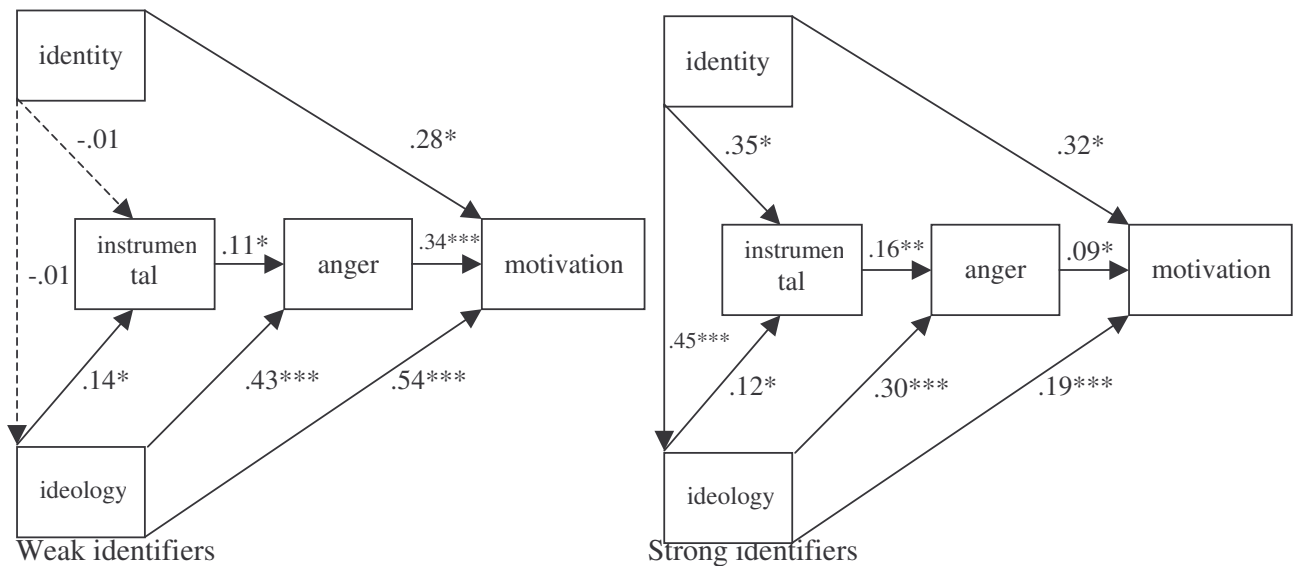 identity
-.01
.28*
instrumen
tal
.11*
anger
.34***
motivation
-.01
.14*
.43***
.54***
ideology
Weak identifiers
identity
.35*
.32*
instrumen
tal
.16**
anger
.09*
motivation
.45***
.12*
.30***
.19***
ideology
Strong identifiers